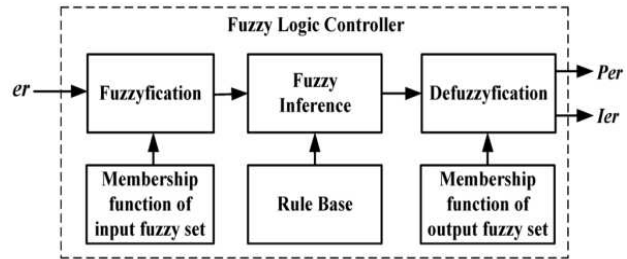 Fuzzy Logic Controller
er
Fuzzyfication
Fuzzy
Inference
Defuzzyfication
Per
Ier
Membership
function of
input fuzzy set
Rule Base
Membership
function of
output fuzzy set